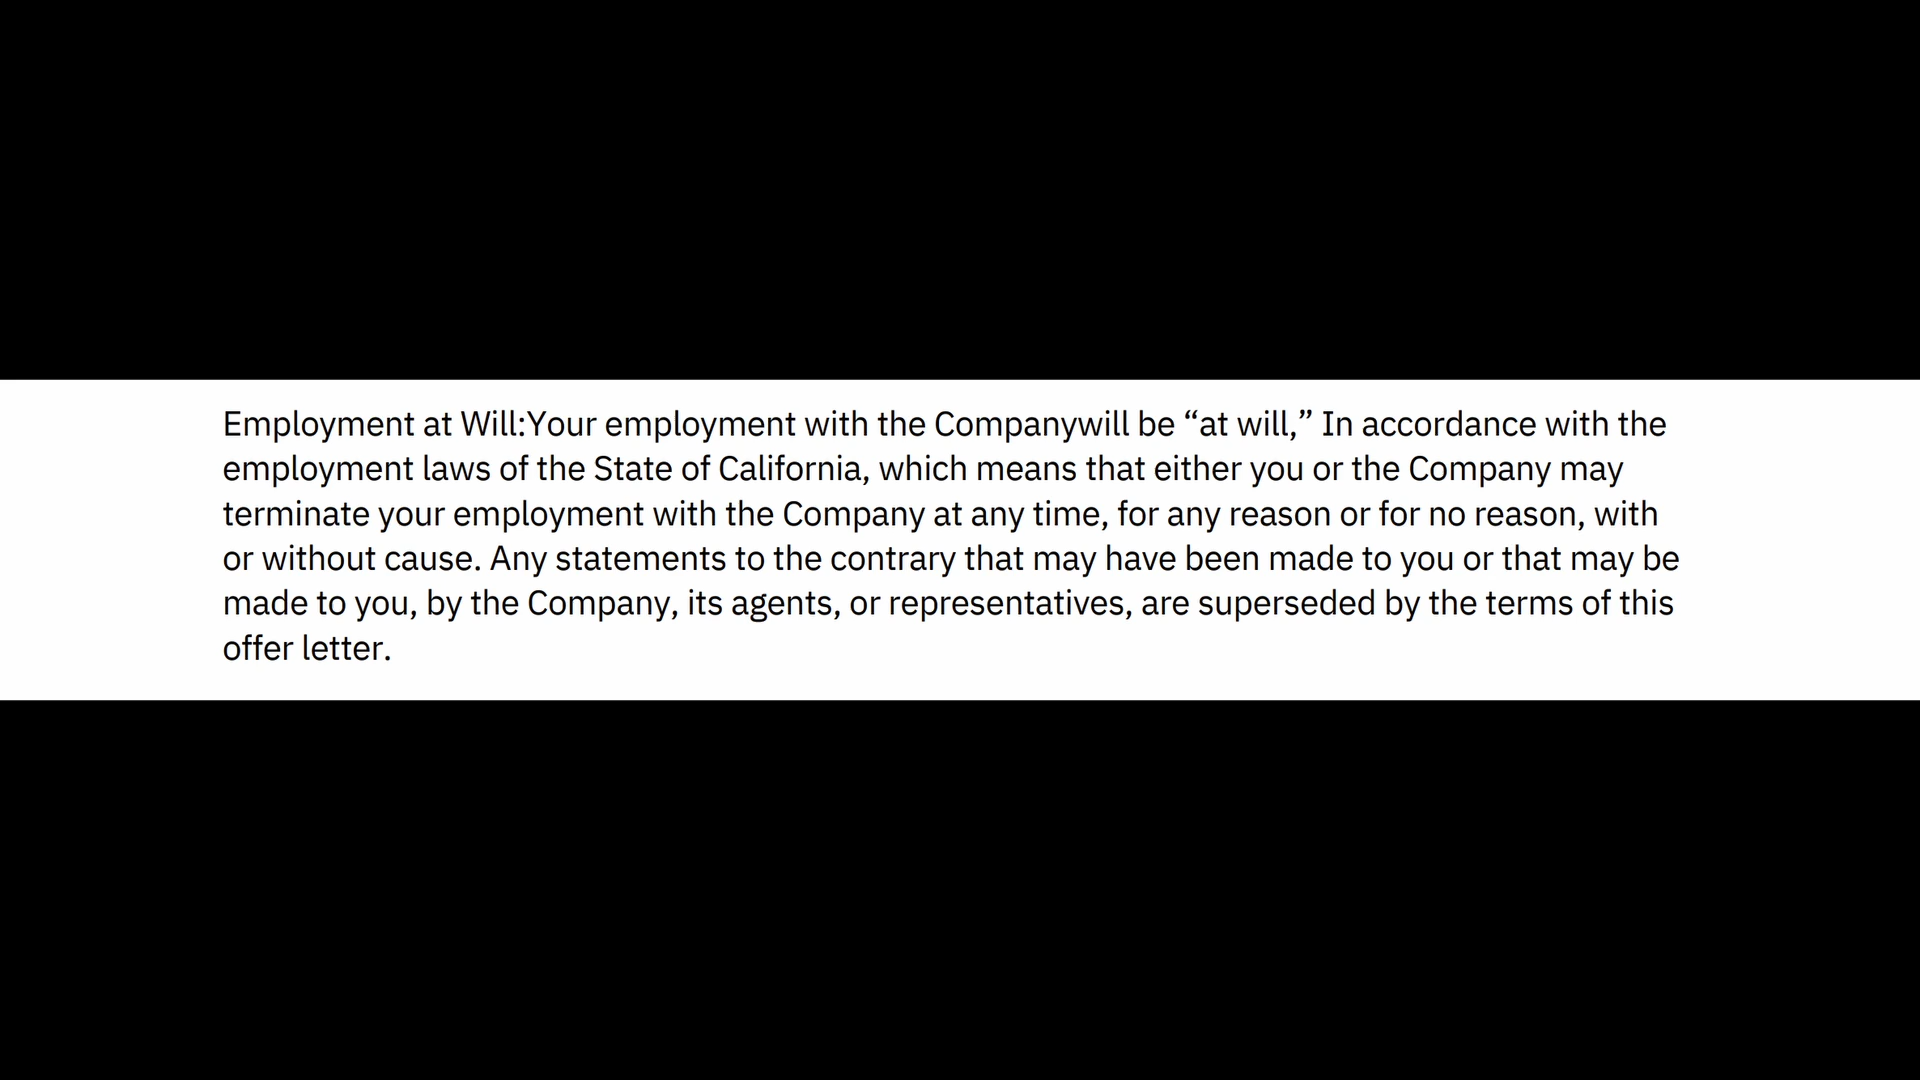 Employment at Will:Your employment with the Companywill be “at will,” In accordance with the
employment laws of the State of California, which means that either you or the Company may
terminate your employment with the Company at any time, for any reason or for no reason, with
or without cause. Any statements to the contrary that may have been made to you or that may be
made to you, by the Company, its agents, or representatives, are superseded by the terms of this
offer letter.